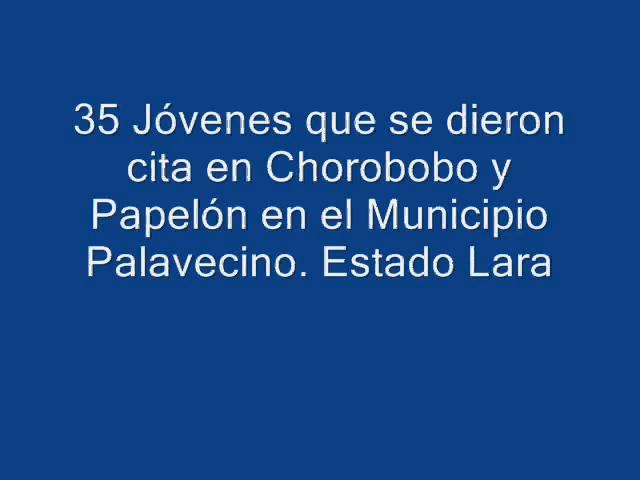 35 Jóvenes que se dieron
cita en Chorobobo y
Papelón en el Municipio
Palavecino. Estado Lara